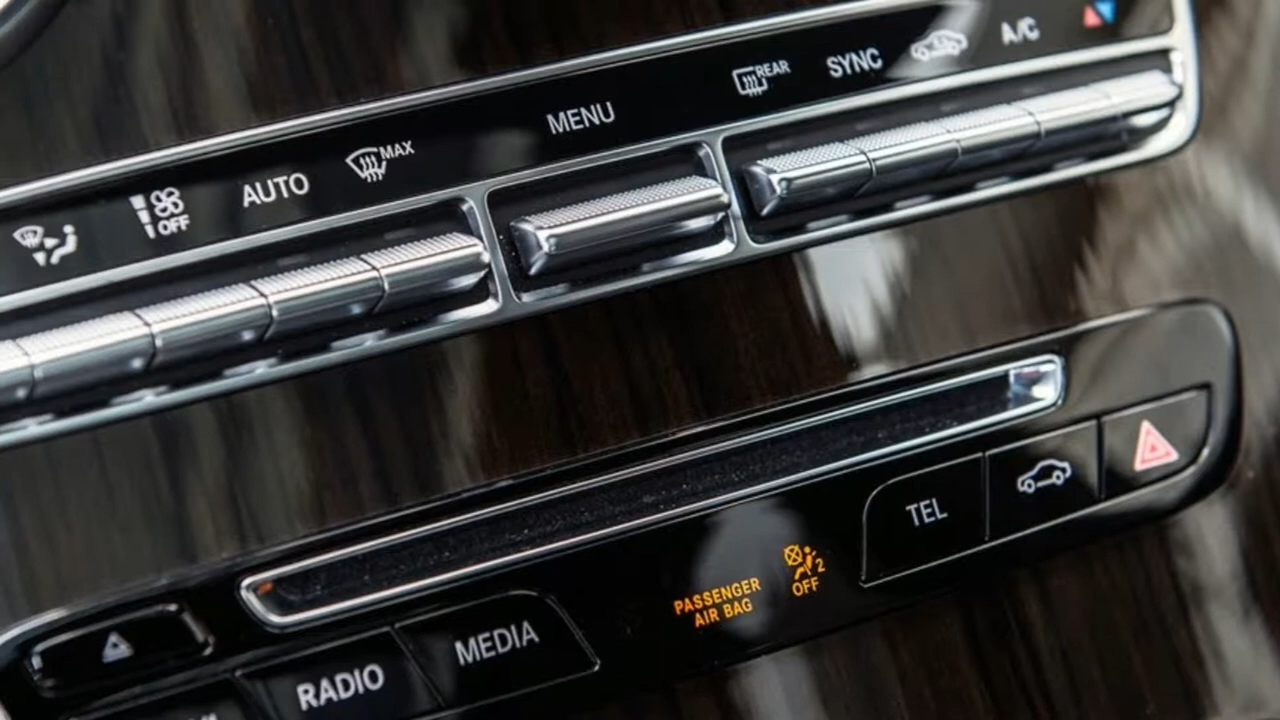 REAR
SYNC
A/C
MENU
MAX
AUTO
OFF
PASSENGER
AIR BAG
2
OFF
TEL
MEDIA
RADIO